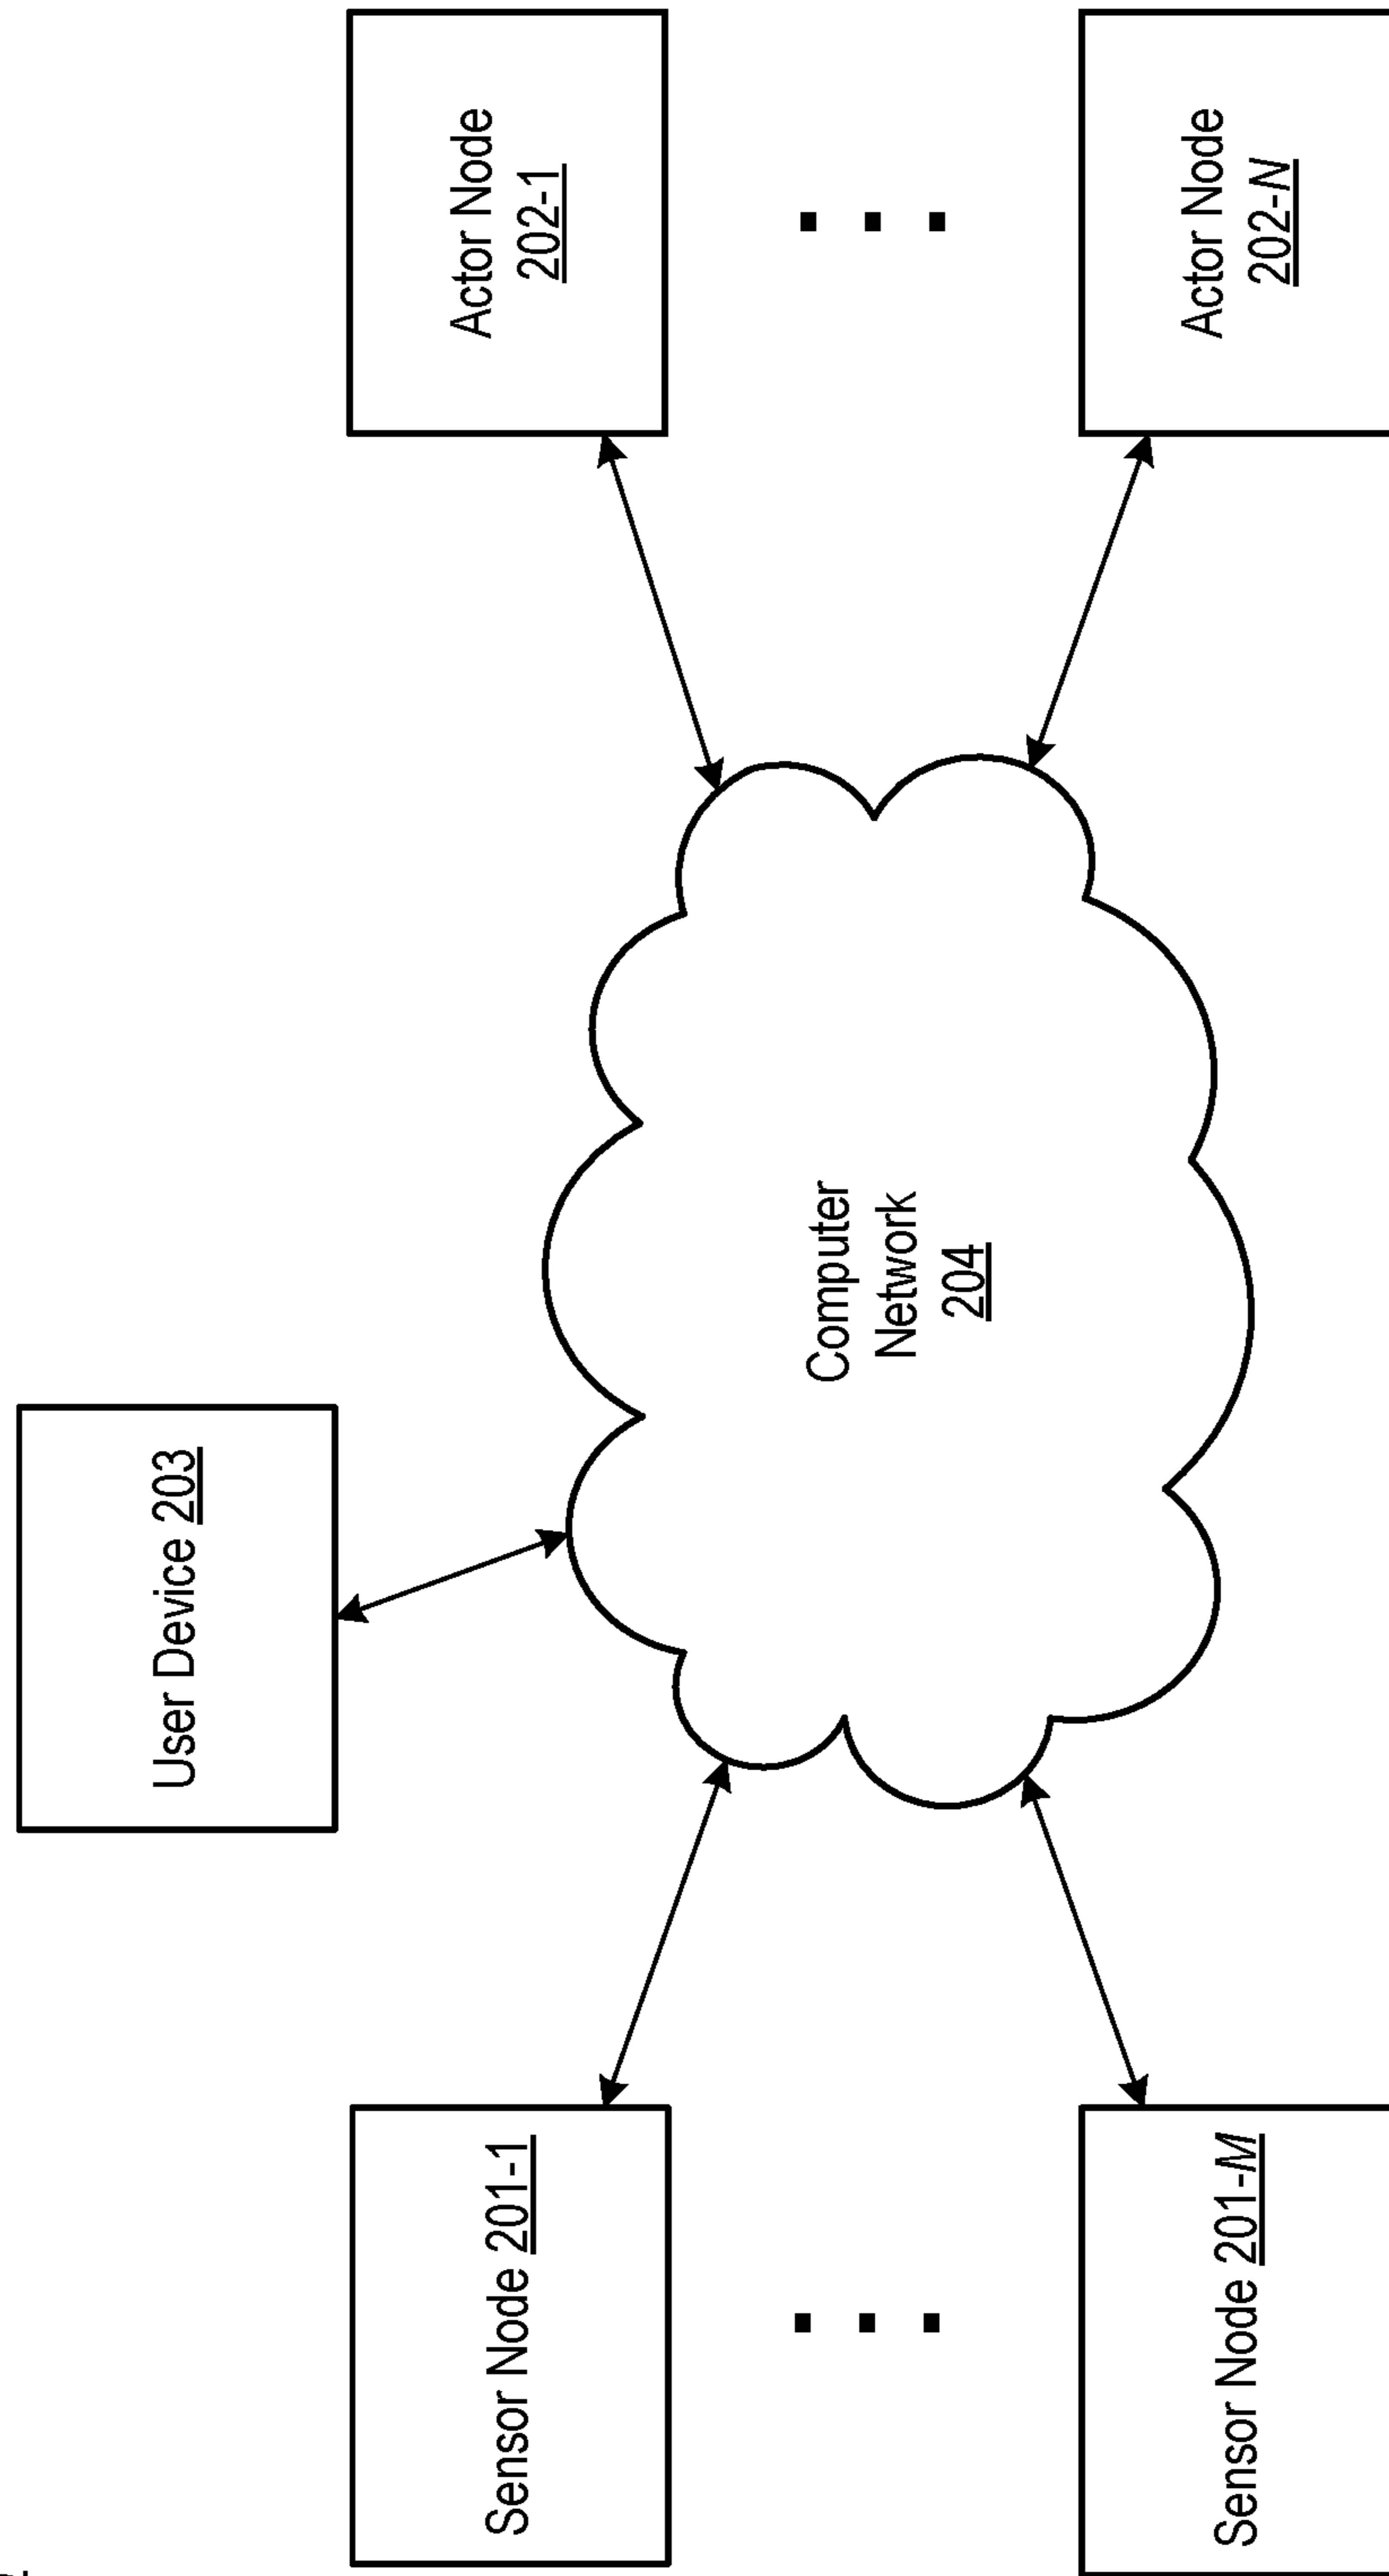 User Device 203
Sensor Node 201-1
Actor Node
202-1
Computer
Network
204
Sensor Node 201-M
Actor Node
202-N